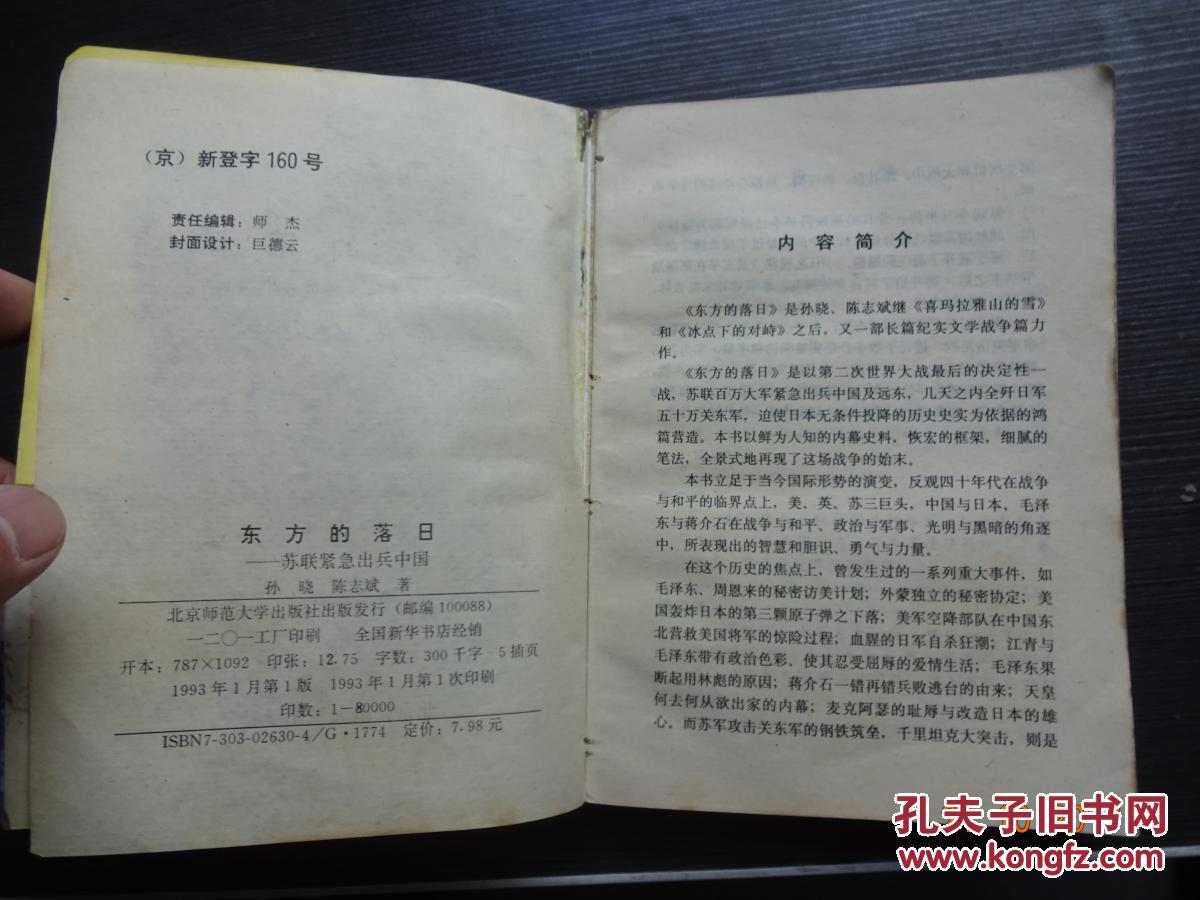 （京）新登字160号
责任编辑：师 杰
封面设计：巨德云
东方的落日
——苏联紧急出兵中国
孙 晓 陈志斌 著
北京师范大学出版社出版发行（邮编100088）
一二〇一工厂印刷 全国新华书店经销
开本：787×1092 印张：12.75 字数：300千字 5插页
1993年1月第1版 1993年1月第1次印刷
印数：1—80000
ISBN7-303-02630-4/G·1774 定价：7.98元
内容简介
《东方的落日》是孙晓、陈志斌继《喜玛拉雅山的雪》
和《冰点下的对峙》之后，又一部长篇纪实文学战争篇力
作。
《东方的落日》是以第二次世界大战最后的决定性一
战，苏联百万大军紧急出兵中国及远东，几天之内全歼日军
五十万关东军，迫使日本无条件投降的历史史实为依据的鸿
篇营造。本书以鲜为人知的内幕史料，恢宏的框架，细腻的
笔法，全景式地再现了这场战争的始末。
本书立足于当今国际形势的演变，反观四十年代在战争
与和平的临界点上，美、英、苏三巨头，中国与日本，毛泽
东与蒋介石在战争与和平、政治与军事、光明与黑暗的角逐
中，所表现出的智慧和胆识、勇气与力量。
在这个历史的焦点上，曾发生过的一系列重大事件，如
毛泽东、周恩来的秘密访美计划；外蒙独立的秘密协定；美
国轰炸日本的第三颗原子弹之下落；美军空降部队在中国东
北营救美国将军的惊险过程；血腥的日军自杀狂潮；江青与
毛泽东带有政治色彩、使其忍受屈辱的爱情生活；毛泽东果
断起用林彪的原因；蒋介石一错再错兵败逃台的由来；天皇
何去何从欲出家的内幕；麦克阿瑟的耻辱与改造日本的雄
心。而苏军攻击关东军的钢铁筑垒，千里坦克大突击，则是
孔夫子旧书网
www.kongfz.com